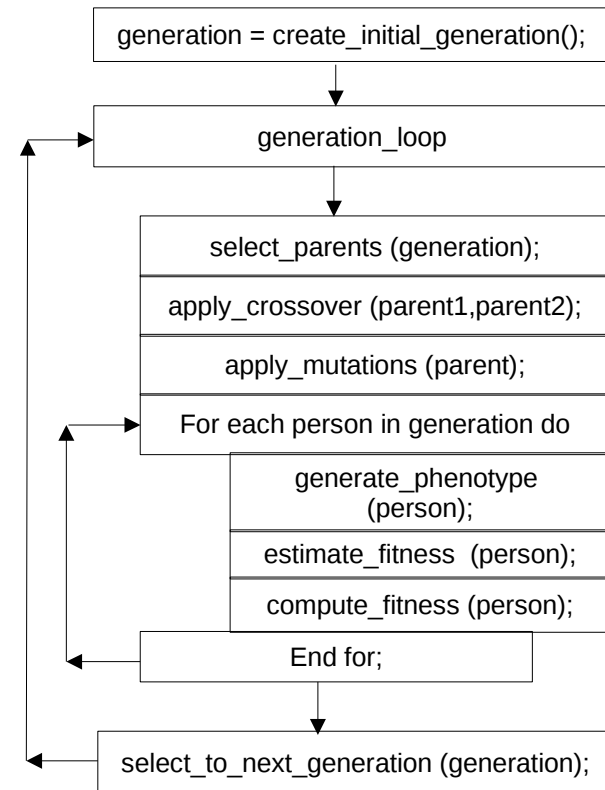 generation = create_initial_generation();
generation_loop
select_parents (generation);
apply_crossover (parent1,parent2);
apply_mutations (parent);
For each person in generation do
generate_phenotype
(person);
estimate_fitness (person);
compute_fitness (person);
End for;
select_to_next_generation (generation);